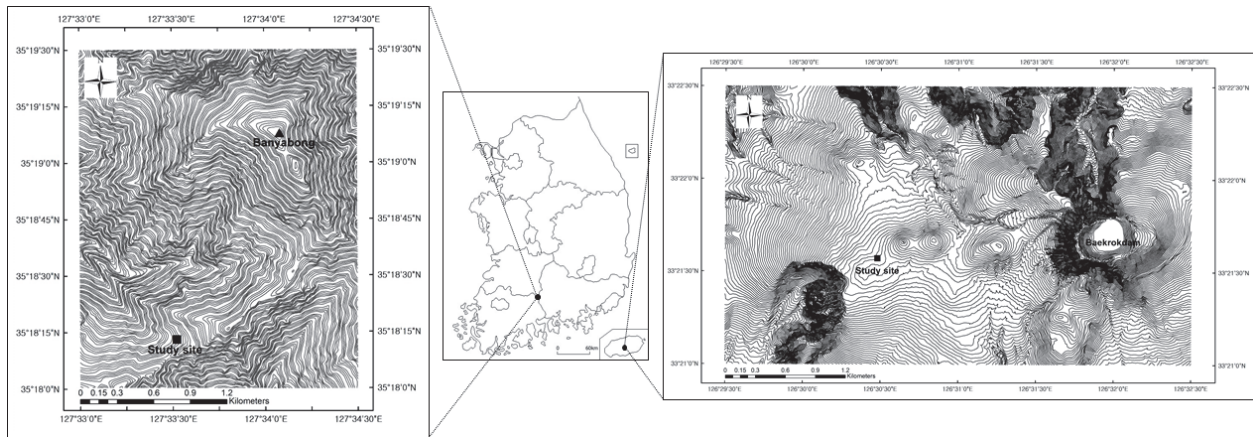 127°33'0"E 127°33'30"E 127°34'0"E 127°34'30"E
35°19'30"N 35°19'30"N
35°19'15"N 35°19'15"N
Banyabong
35°19'0"N 35°19'0"N
35°18'45"N 35°18'45"N
35°18'30"N 35°18'30"N
35°18'15"N 35°18'15"N
Study site
35°18'0"N 35°18'0"N
0 0.15 0.3 0.6 0.9 1.2
Kilometers
127°33'0"E 127°33'30"E 127°34'0"E 127°34'30"E
0 60km
126°29'30"E 126°30'0"E 126°30'30"E 126°31'0"E 126°31'30"E 126°32'0"E 126°32'30"E
33°22'30"N 33°22'30"N
33°22'0"N 33°22'0"N
Baekrokdam
Study site
33°21'30"N 33°21'30"N
33°21'0"N 33°21'0"N
0 0.15 0.3 0.6 0.9 1.2
Kilometers
126°29'30"E 126°30'0"E 126°30'30"E 126°31'0"E 126°31'30"E 126°32'0"E 126°32'30"E